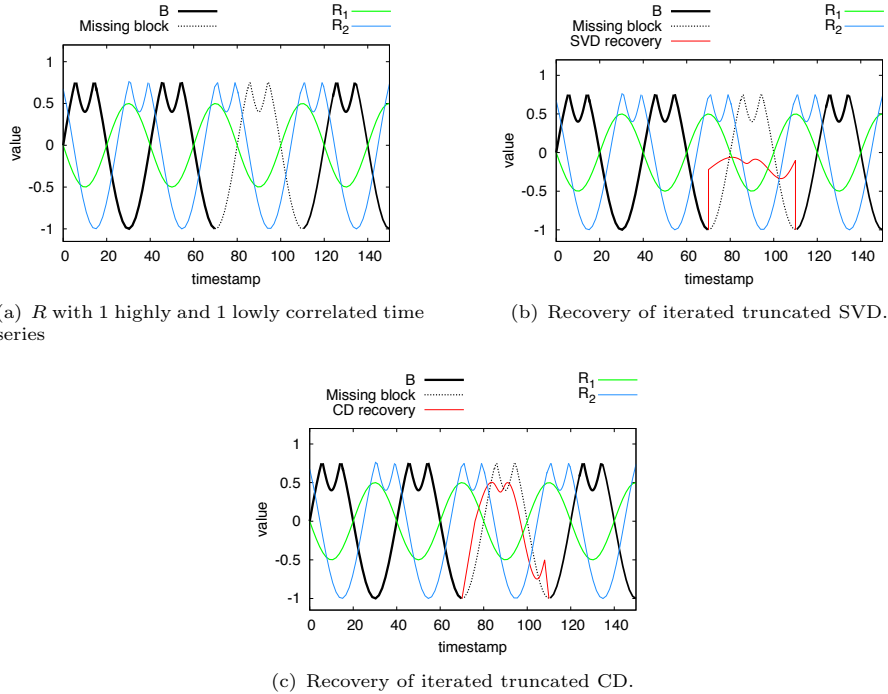 B
Missing block
R1
R2
1
0.5
0
-0.5
-1
value
0 20 40 60 80 100 120 140
timestamp
(a) R with 1 highly and 1 lowly correlated time
series
B
Missing block
SVD recovery
R1
R2
1
0.5
0
-0.5
-1
value
0 20 40 60 80 100 120 140
timestamp
(b) Recovery of iterated truncated SVD.
B
Missing block
CD recovery
R1
R2
1
0.5
0
-0.5
-1
value
0 20 40 60 80 100 120 140
timestamp
(c) Recovery of iterated truncated CD.